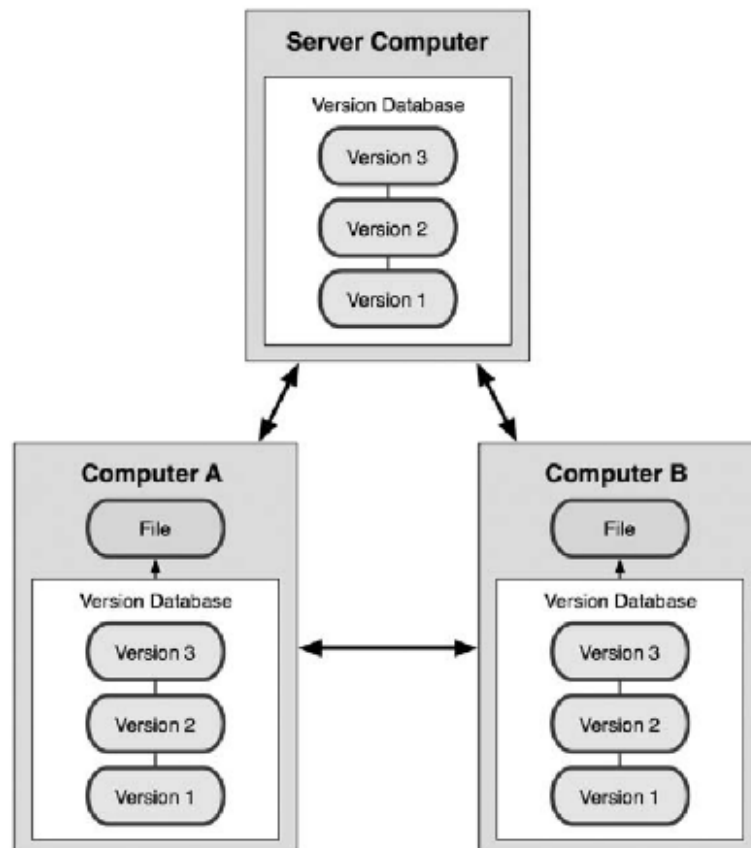 Server Computer
Version Database
Version 3
Version 2
Version 1
Computer A
File
Version Database
Version 3
Version 2
Version 1
Computer B
File
Version Database
Version 3
Version 2
Version 1